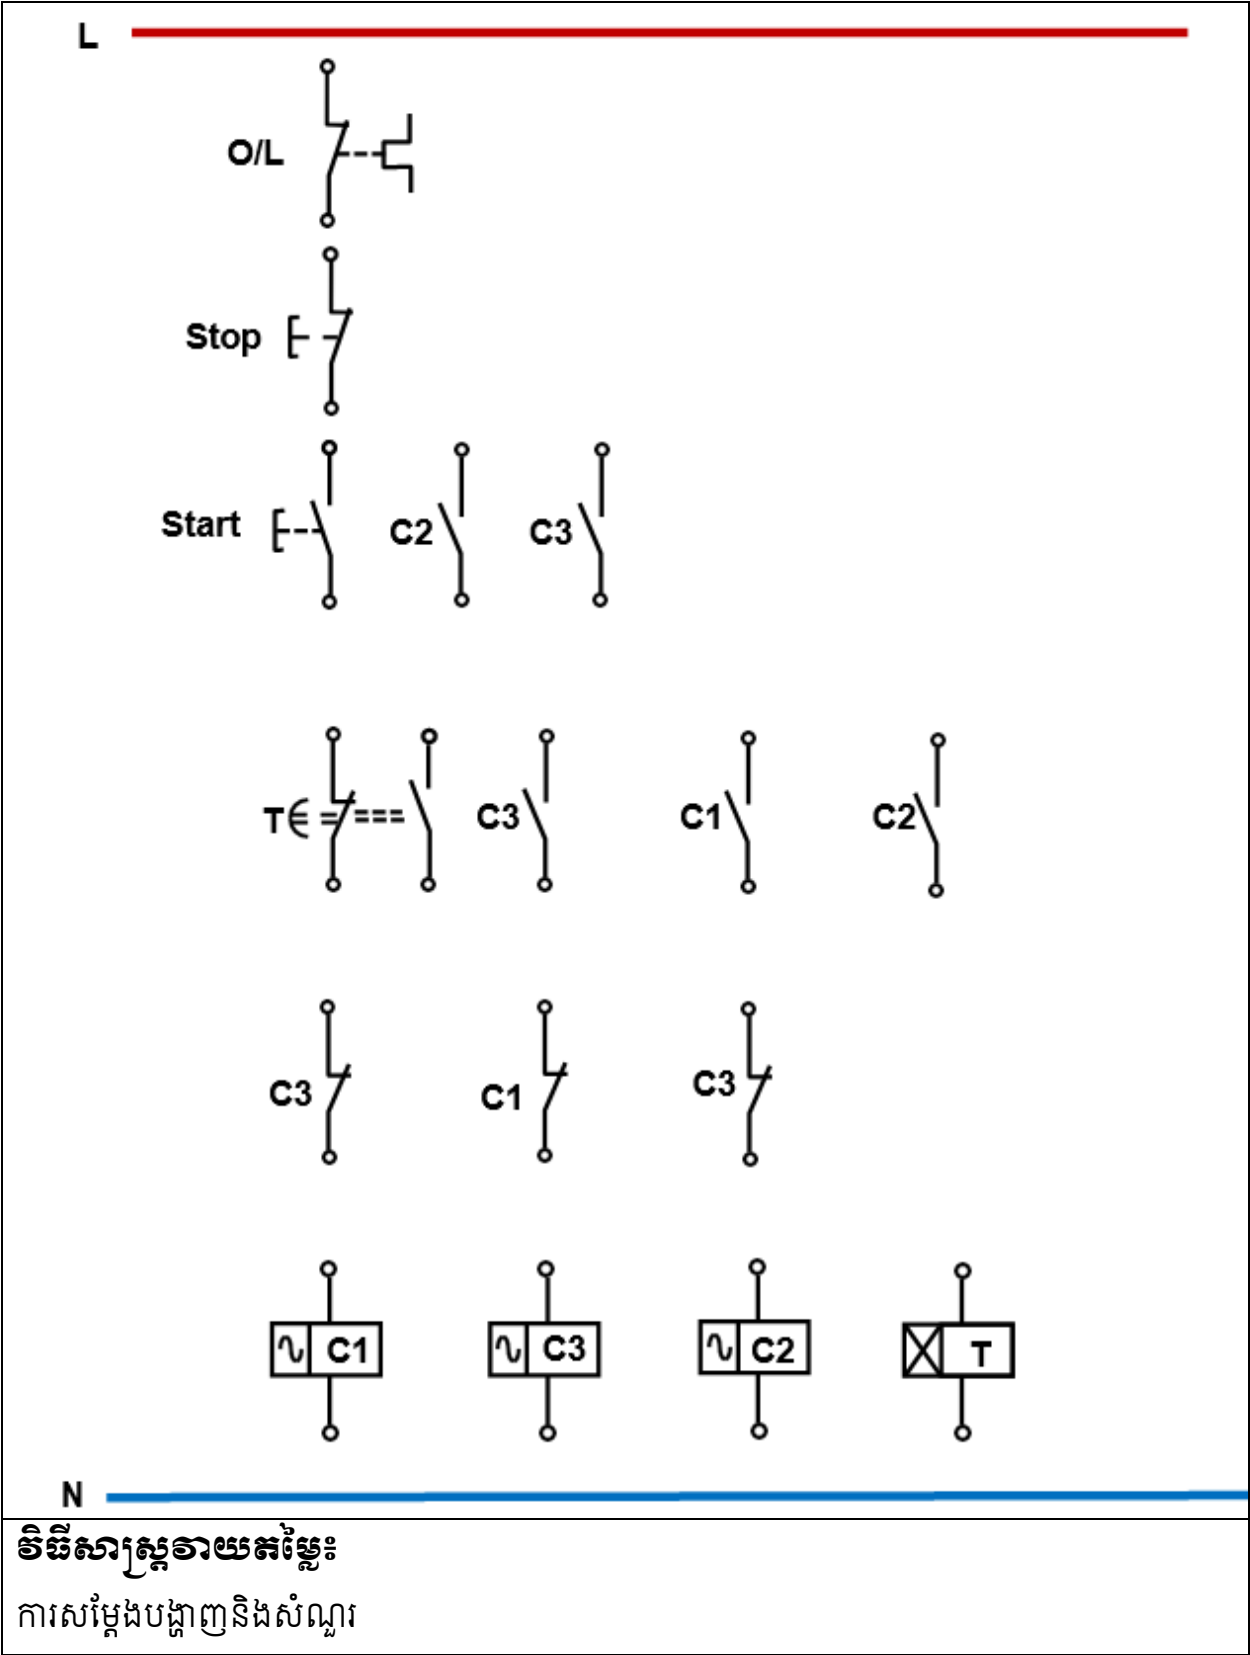 L
O/L
Stop
Start C2 C3
T C3 C1 C2
C3 C1 C3
C1 C3 C2 T
N
វិធីសាស្ត្រវាយតម្លៃ៖
ការសម្តែងបង្ហាញនិងសំណួរ